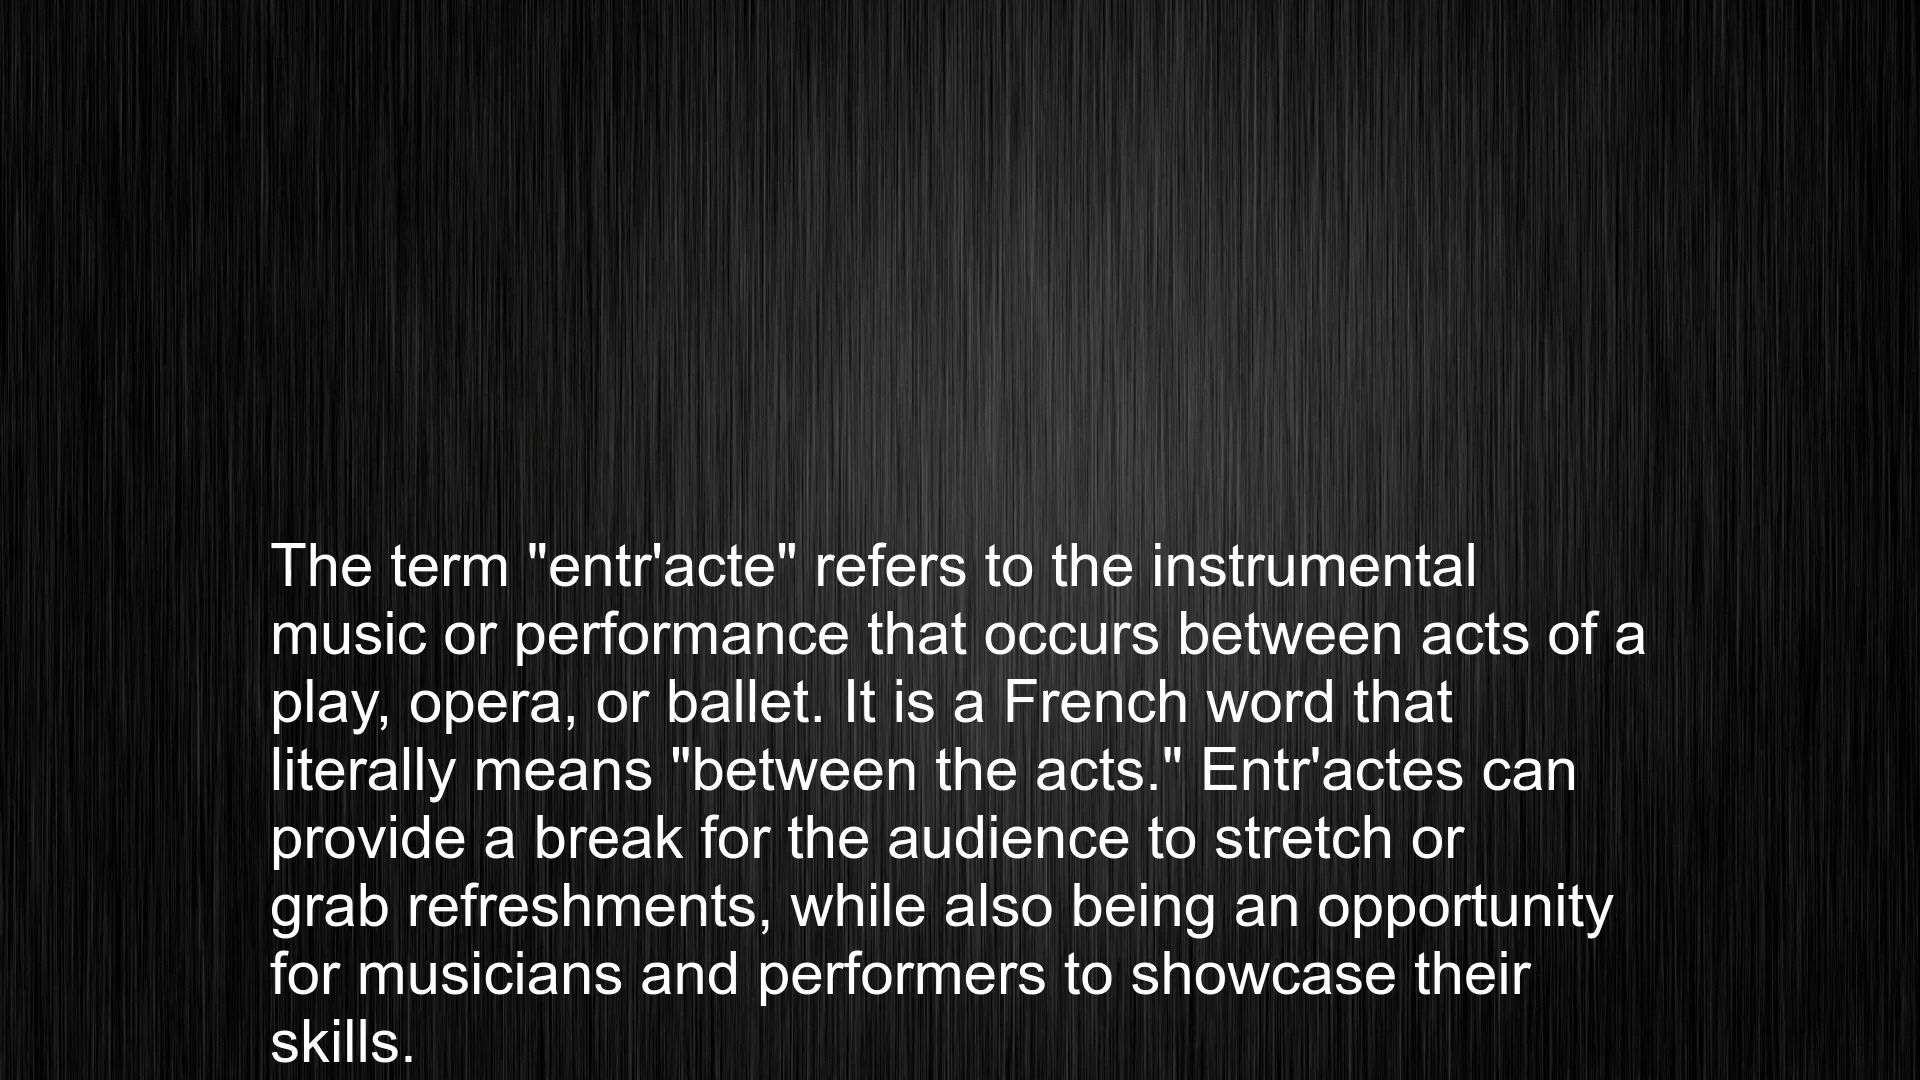 The term "entr'acte" refers to the instrumental
music or performance that occurs between acts of a
play, opera, or ballet. It is a French word that
literally means "between the acts." Entr'actes can
provide a break for the audience to stretch or
grab refreshments, while also being an opportunity
for musicians and performers to showcase their
skills.